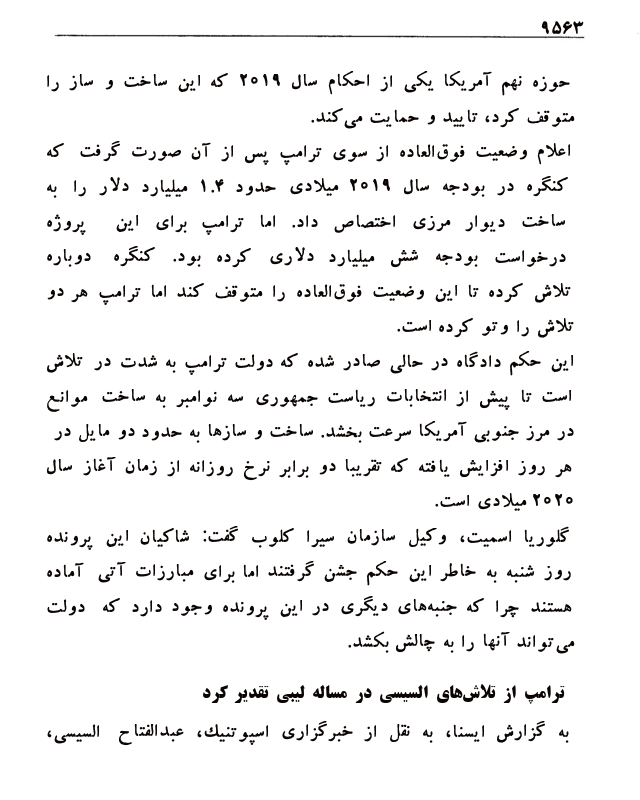 ۹۵۶۳
حوزه نهم آمریکا یکی از احکام سال ۲۰۱۹ که این ساخت و ساز را
متوقف کرد، تایید و حمایت می‌کند.
اعلام وضعیت فوق‌العاده از سوی ترامپ پس از آن صورت گرفت که
کنگره در بودجه سال ۲۰۱۹ میلادی حدود ۱.۴ میلیارد دلار را به
ساخت دیوار مرزی اختصاص داد. اما ترامپ برای این پروژه
درخواست بودجه شش میلیارد دلاری کرده بود. کنگره دوباره
تلاش کرده تا این وضعیت فوق‌العاده را متوقف کند اما ترامپ هر دو
تلاش را وتو کرده است.
این حکم دادگاه در حالی صادر شده که دولت ترامپ به شدت در تلاش
است تا پیش از انتخابات ریاست جمهوری سه نوامبر به ساخت موانع
در مرز جنوبی آمریکا سرعت بخشد. ساخت و سازها به حدود دو مایل در
هر روز افزایش یافته که تقریبا دو برابر نرخ روزانه از زمان آغاز سال
۲۰۲۰ میلادی است.
گلوریا اسمیت، وکیل سازمان سیرا کلوب گفت: شاکیان این پرونده
روز شنبه به خاطر این حکم جشن گرفتند اما برای مبارزات آتی آماده
هستند چرا که جنبه‌های دیگری در این پرونده وجود دارد که دولت
می‌تواند آنها را به چالش بکشد.
ترامپ از تلاش‌های السیسی در مساله لیبی تقدیر کرد
به گزارش ایسنا، به نقل از خبرگزاری اسپوتنیک، عبدالفتاح السیسی،